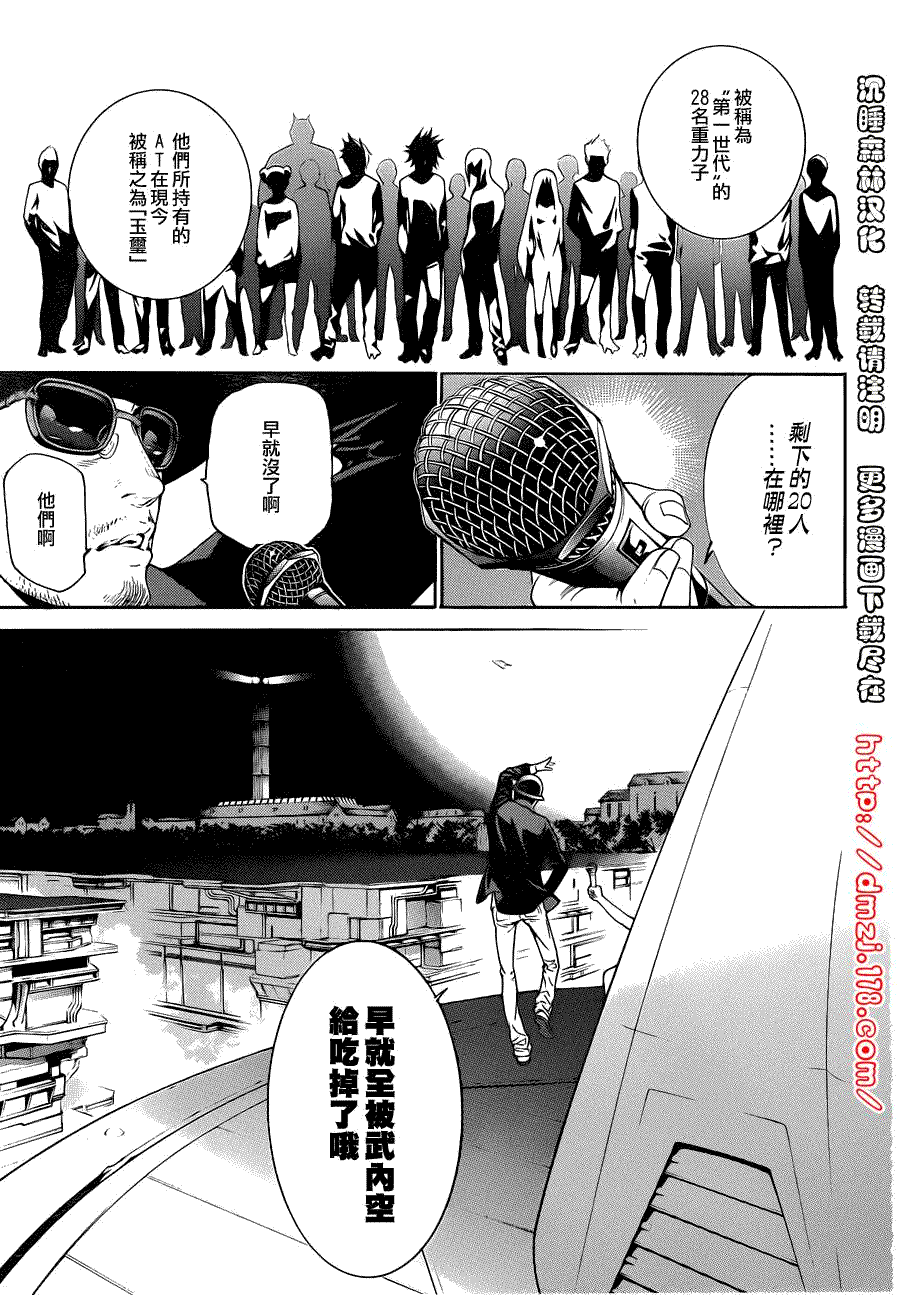 被稱為
“第一世代”的
28名重力子
他們所持有的
AT在現今
被稱之為「玉璽」
剩下的20人
……在哪裡？
早就沒了啊
他們啊
早就全被武內空
給吃掉了哦
沉睡森林汉化 转载请注明 更多漫画下载尽在 http://dmzj.178.com/